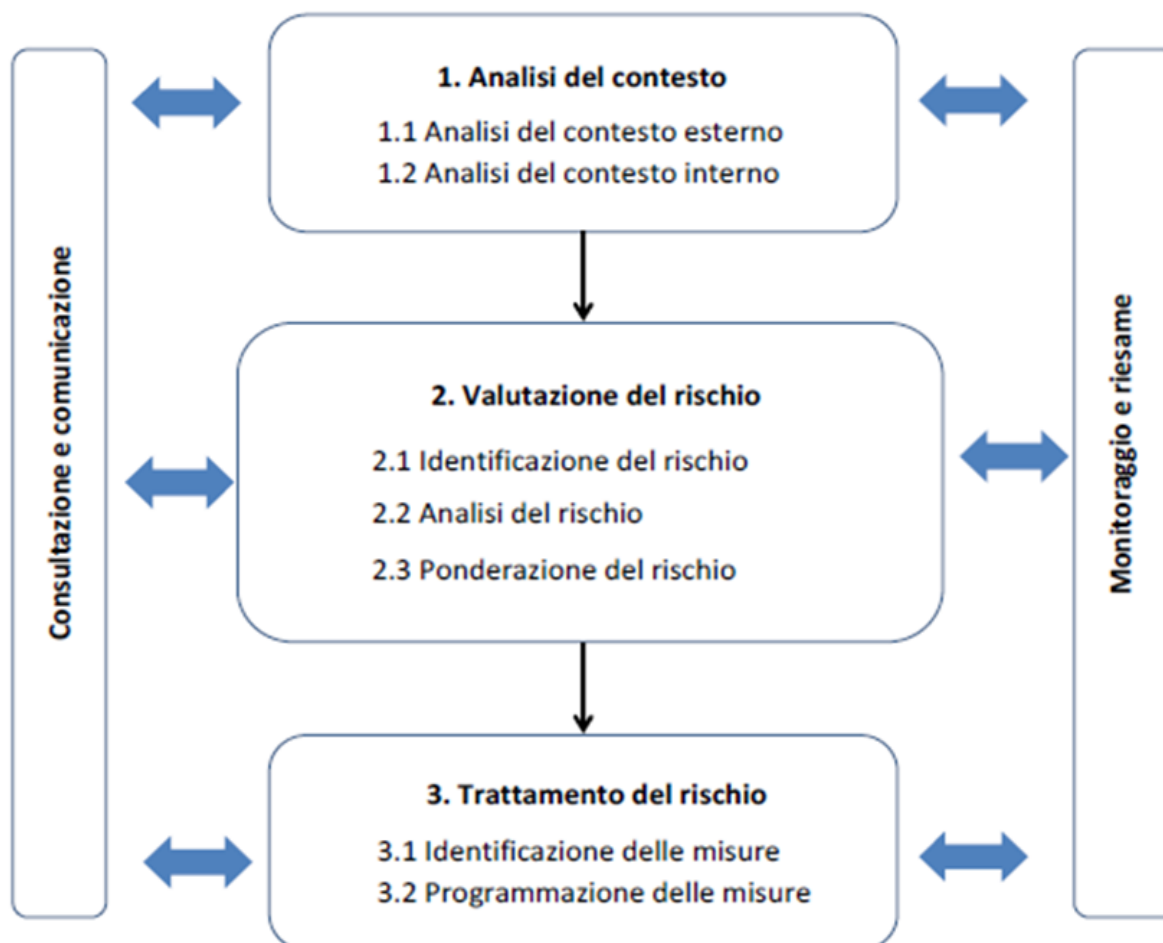 Consultazione e comunicazione
1. Analisi del contesto
1.1 Analisi del contesto esterno
1.2 Analisi del contesto interno
2. Valutazione del rischio
2.1 Identificazione del rischio
2.2 Analisi del rischio
2.3 Ponderazione del rischio
3. Trattamento del rischio
3.1 Identificazione delle misure
3.2 Programmazione delle misure
Monitoraggio e riesame